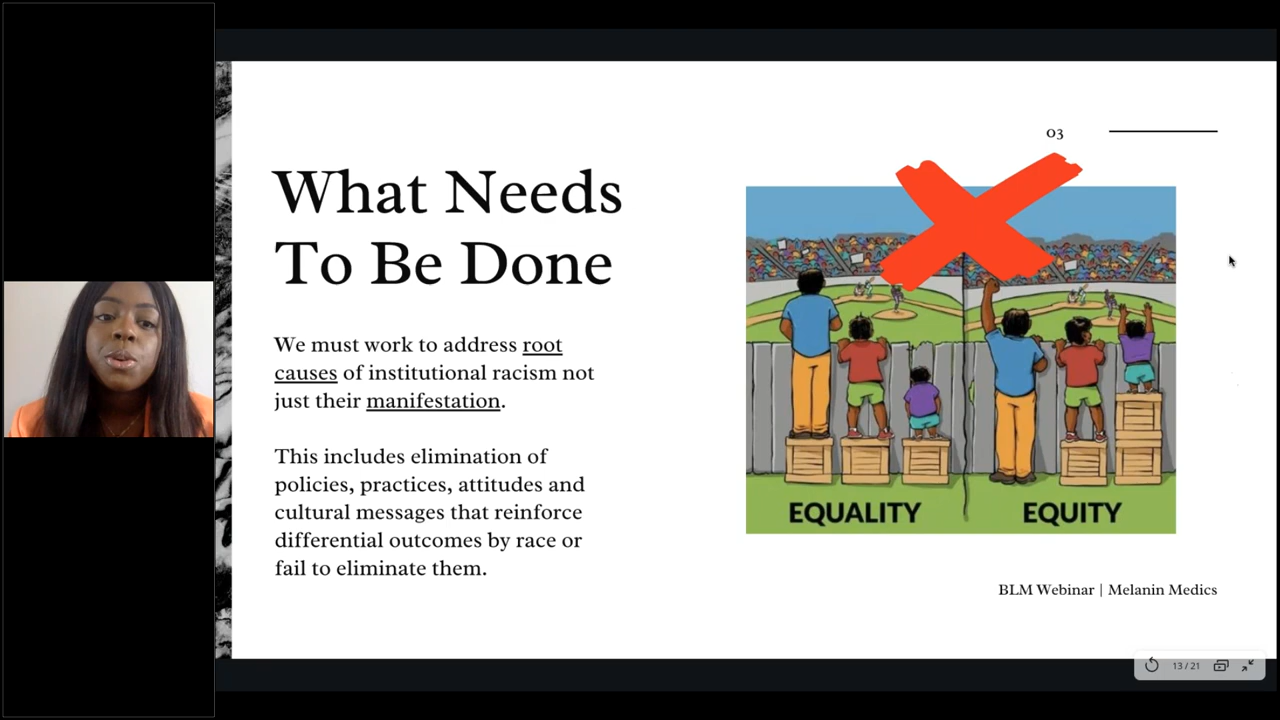 03
What Needs
To Be Done
We must work to address root
causes of institutional racism not
just their manifestation.
This includes elimination of
policies, practices, attitudes and
cultural messages that reinforce
differential outcomes by race or
fail to eliminate them.
EQUALITY
EQUITY
BLM Webinar | Melanin Medics
13 / 21